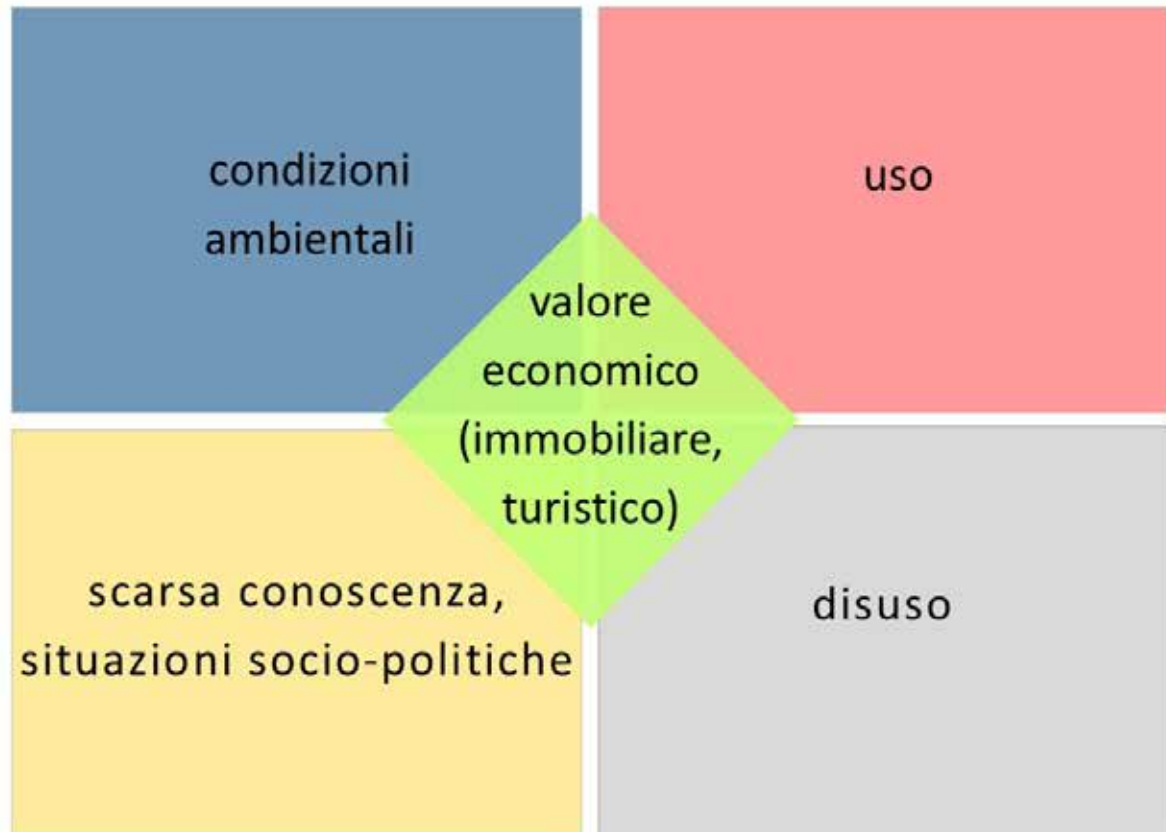 condizioni
ambientali
uso
valore
economico
(immobiliare,
turistico)
scarsa conoscenza,
situazioni socio-politiche
disuso